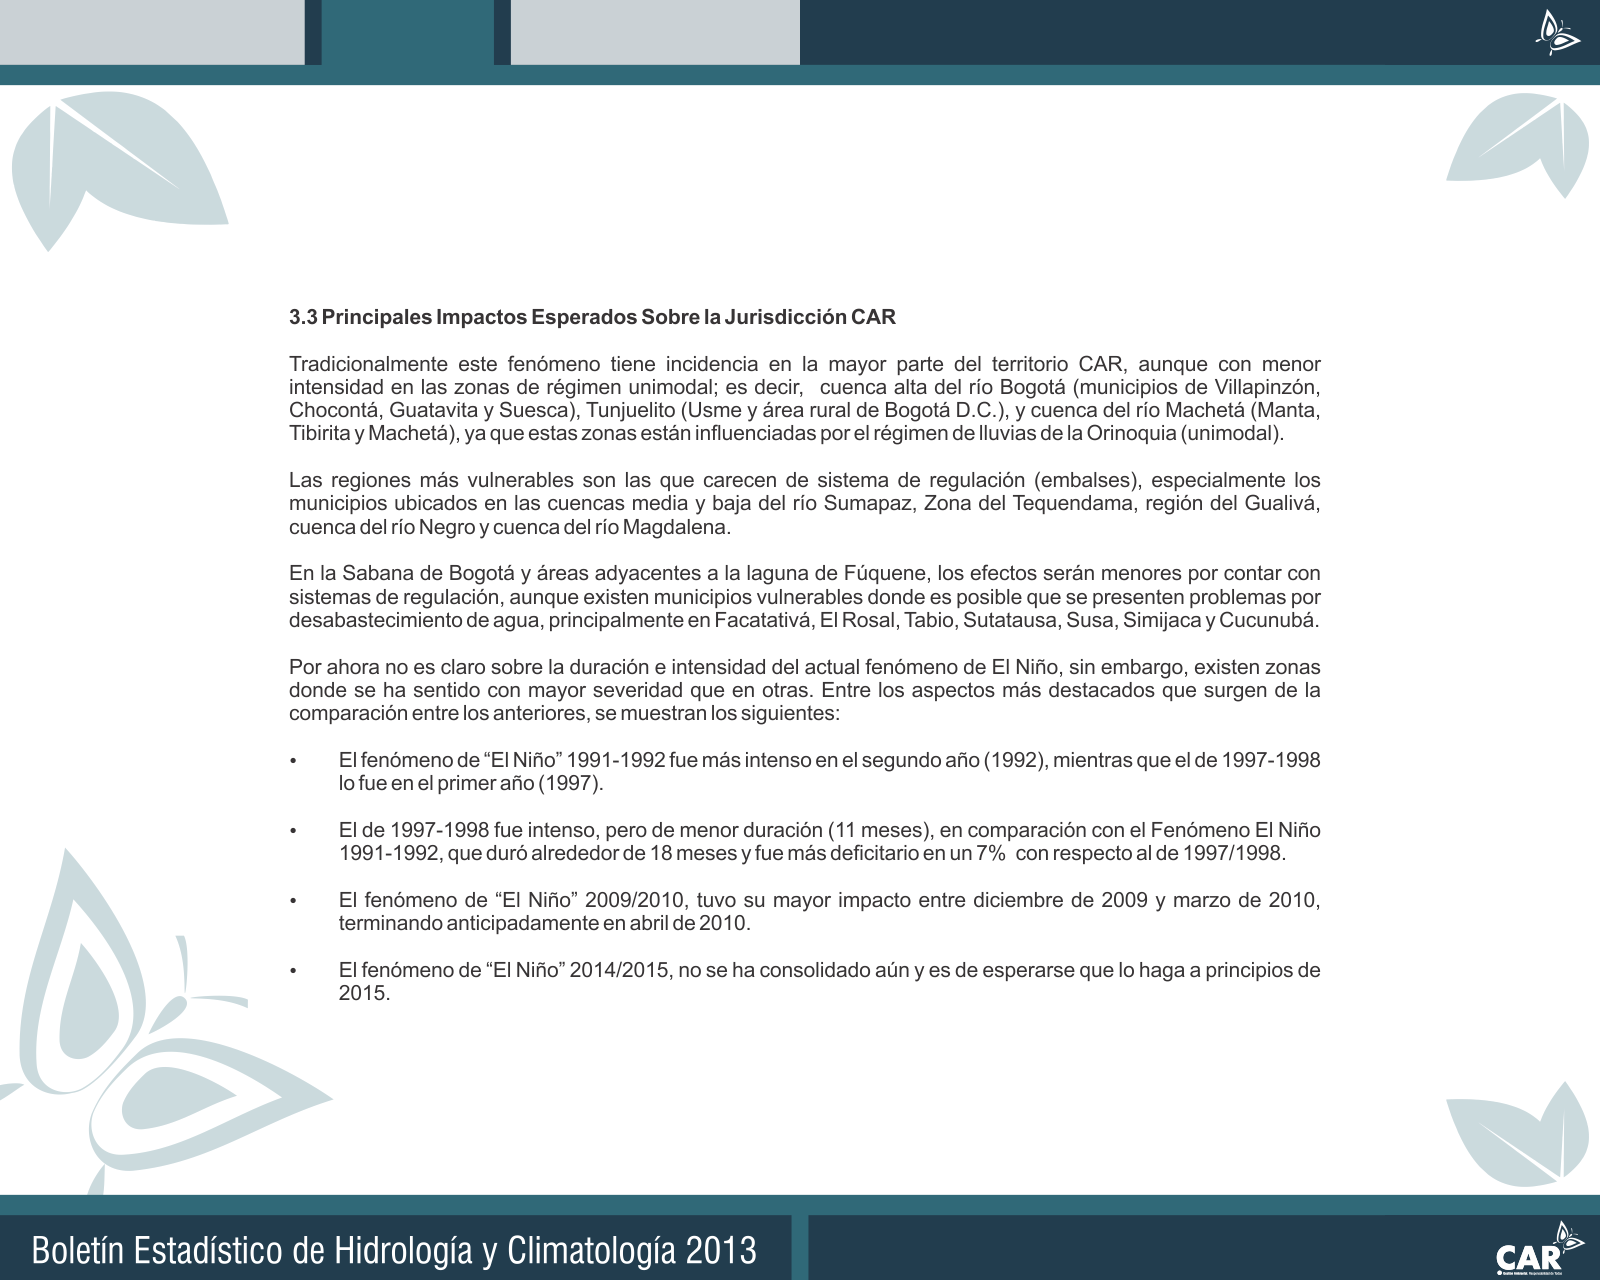 3.3 Principales Impactos Esperados Sobre la Jurisdicción CAR
Tradicionalmente este fenómeno tiene incidencia en la mayor parte del territorio CAR, aunque con menor
intensidad en las zonas de régimen unimodal; es decir, cuenca alta del río Bogotá (municipios de Villapinzón,
Chocontá, Guatavita y Suesca), Tunjuelito (Usme y área rural de Bogotá D.C.), y cuenca del río Machetá (Manta,
Tibirita y Machetá), ya que estas zonas están influenciadas por el régimen de lluvias de la Orinoquia (unimodal).
Las regiones más vulnerables son las que carecen de sistema de regulación (embalses), especialmente los
municipios ubicados en las cuencas media y baja del río Sumapaz, Zona del Tequendama, región del Gualivá,
cuenca del río Negro y cuenca del río Magdalena.
En la Sabana de Bogotá y áreas adyacentes a la laguna de Fúquene, los efectos serán menores por contar con
sistemas de regulación, aunque existen municipios vulnerables donde es posible que se presenten problemas por
desabastecimiento de agua, principalmente en Facatativá, El Rosal, Tabio, Sutatausa, Susa, Simijaca y Cucunubá.
Por ahora no es claro sobre la duración e intensidad del actual fenómeno de El Niño, sin embargo, existen zonas
donde se ha sentido con mayor severidad que en otras. Entre los aspectos más destacados que surgen de la
comparación entre los anteriores, se muestran los siguientes:
• El fenómeno de “El Niño” 1991-1992 fue más intenso en el segundo año (1992), mientras que el de 1997-1998
lo fue en el primer año (1997).
• El de 1997-1998 fue intenso, pero de menor duración (11 meses), en comparación con el Fenómeno El Niño
1991-1992, que duró alrededor de 18 meses y fue más deficitario en un 7% con respecto al de 1997/1998.
• El fenómeno de “El Niño” 2009/2010, tuvo su mayor impacto entre diciembre de 2009 y marzo de 2010,
terminando anticipadamente en abril de 2010.
• El fenómeno de “El Niño” 2014/2015, no se ha consolidado aún y es de esperarse que lo haga a principios de
2015.
Boletín Estadístico de Hidrología y Climatología 2013
CAR